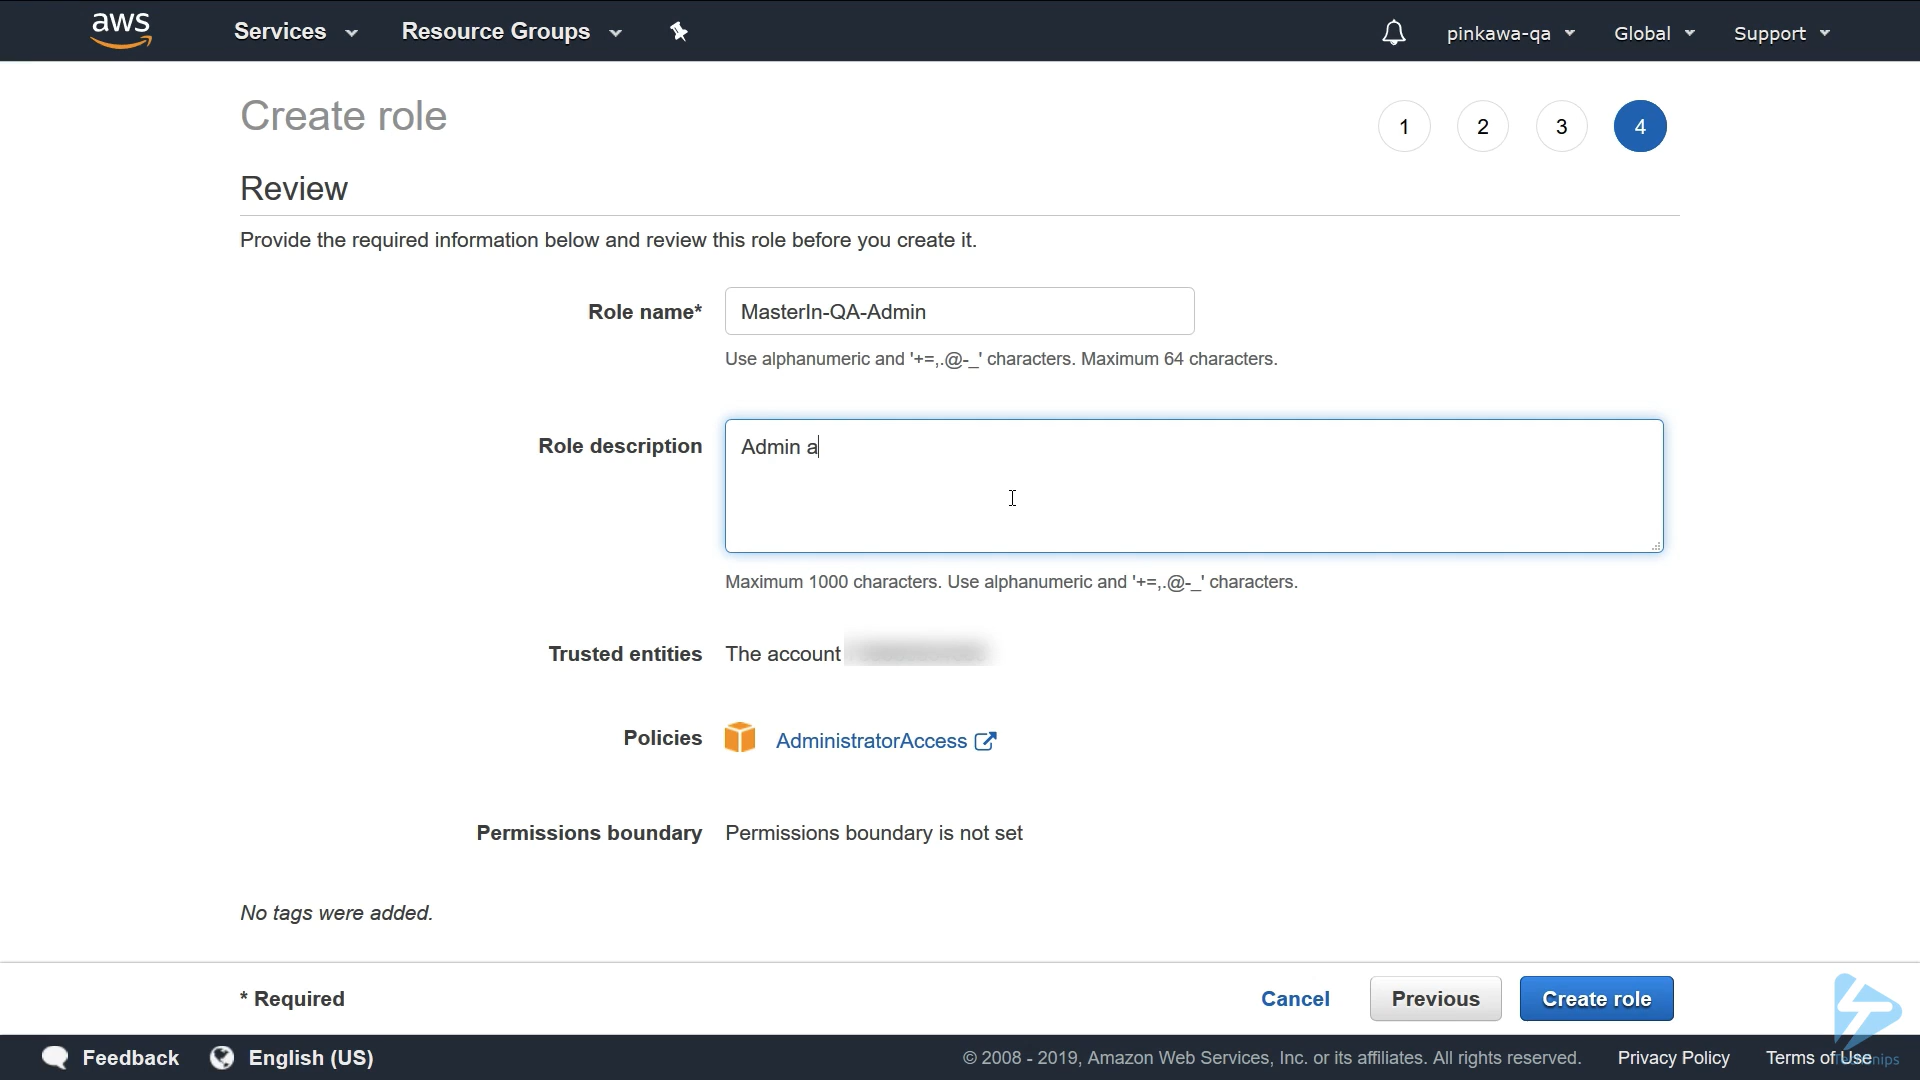 aws
Services
Resource Groups
pinkawa-qa
Global
Support
Create role
1
2
3
4
Review
Provide the required information below and review this role before you create it.
Role name*
MasterIn-QA-Admin
Use alphanumeric and '+=,.@-_' characters. Maximum 64 characters.
Role description
Admin a
Maximum 1000 characters. Use alphanumeric and '+=,.@-_' characters.
Trusted entities
The account
Policies
AdministratorAccess
Permissions boundary
Permissions boundary is not set
No tags were added.
* Required
Cancel
Previous
Create role
Feedback
English (US)
© 2008 - 2019, Amazon Web Services, Inc. or its affiliates. All rights reserved.
Privacy Policy
Terms of Use